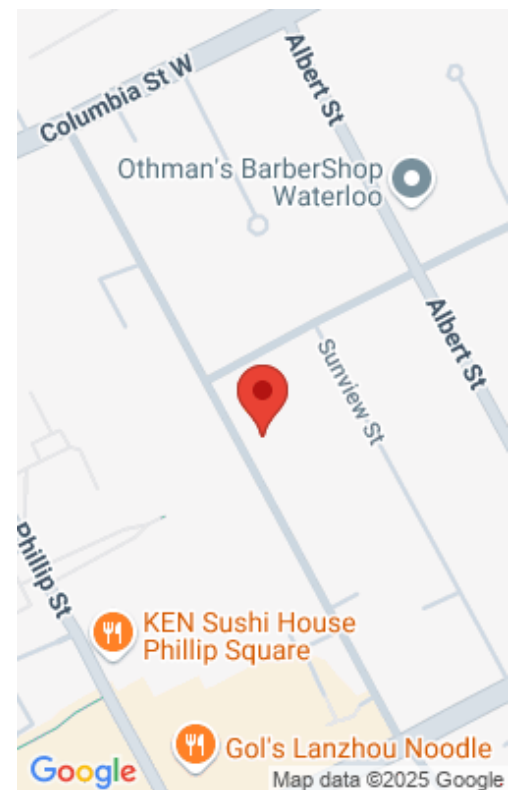 Columbia St W
Albert St
Othman's BarberShop
Waterloo
Albert St
Sunview St
Phillip St
KEN Sushi House
Phillip Square
Gol's Lanzhou Noodle
Google
Map data ©2025 Google